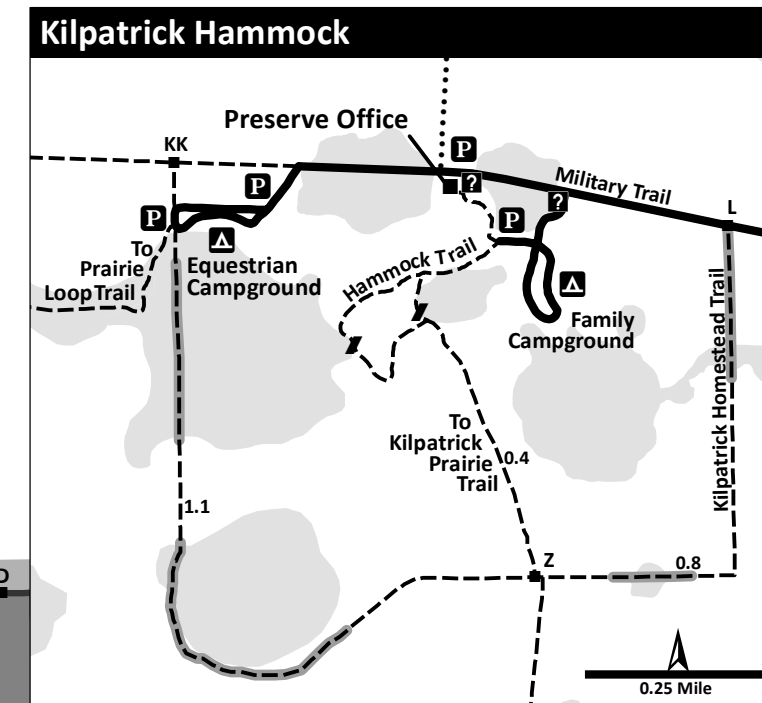 Kilpatrick Hammock
Preserve Office
KK
P
?
Military Trail
P
?
L
P
P
To
Prairie
Loop Trail
Equestrian
Campground
Hammock Trail
Family
Campground
Kilpatrick Homestead Trail
To
Kilpatrick
Prairie
Trail
0.4
1.1
Z
0.8
D
0.25 Mile